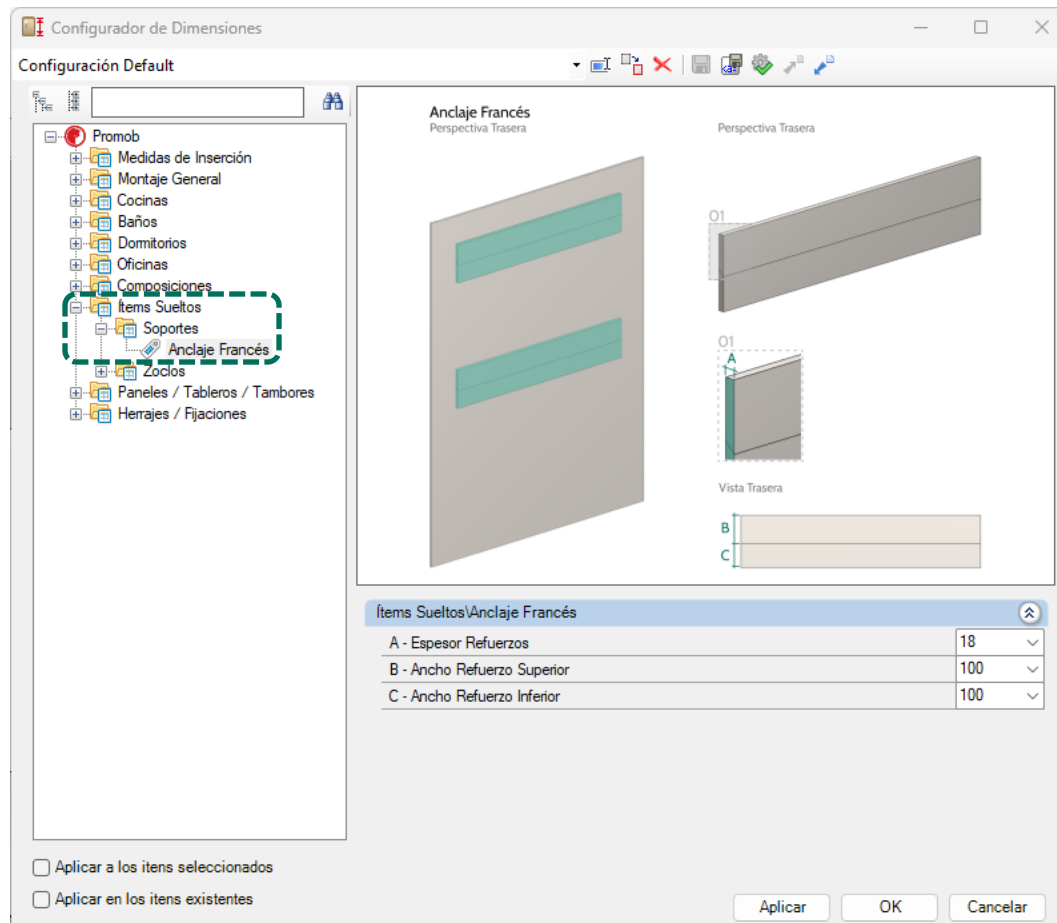 Configurador de Dimensiones
Configuración Default
Promob
Medidas de Inserción
Montaje General
Cocinas
Baños
Dormitorios
Oficinas
Composiciones
Ítems Sueltos
Soportes
Anclaje Francés
Zoclos
Paneles / Tableros / Tambores
Herrajes / Fijaciones
Anclaje Francés
Perspectiva Trasera
Perspectiva Trasera
01
01
A
Vista Trasera
B
C
Ítems Sueltos\Anclaje Francés
A - Espesor Refuerzos 18
B - Ancho Refuerzo Superior 100
C - Ancho Refuerzo Inferior 100
Aplicar a los itens seleccionados
Aplicar en los itens existentes
Aplicar OK Cancelar